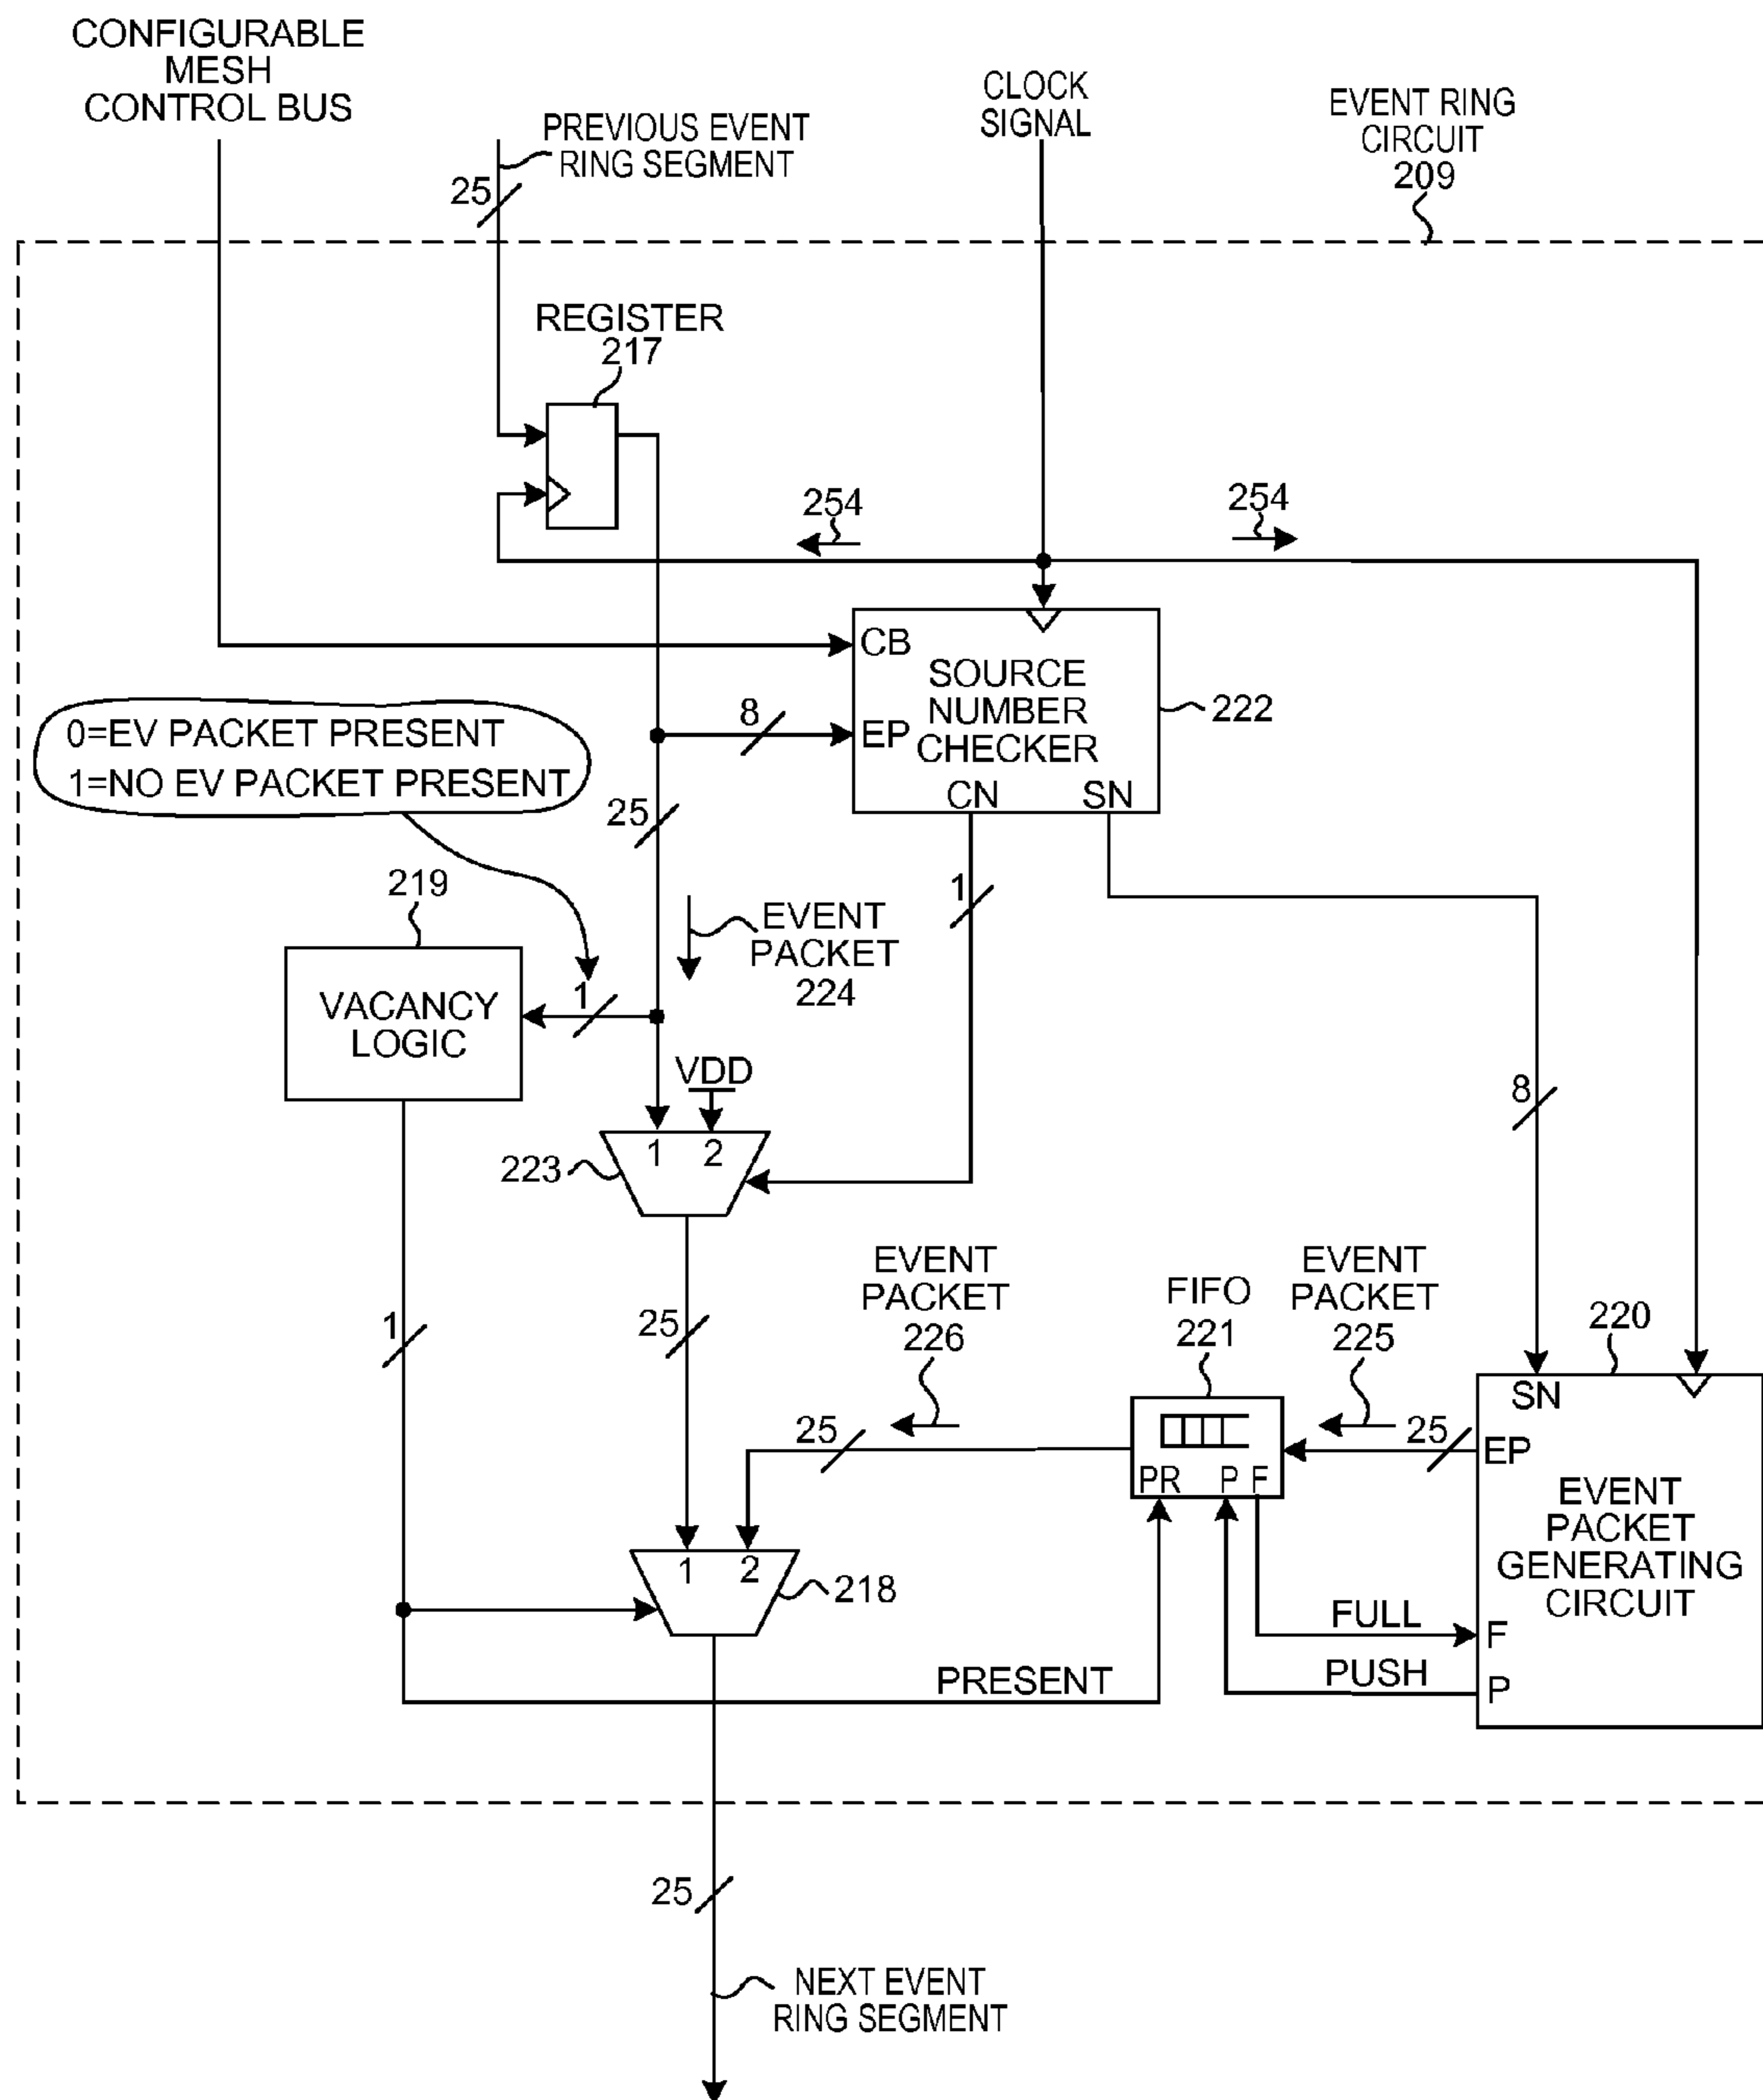 CONFIGURABLE
MESH
CONTROL BUS
PREVIOUS EVENT
RING SEGMENT
25
CLOCK
SIGNAL
EVENT RING
CIRCUIT
209
REGISTER
217
254
254
CB
EP
SOURCE
NUMBER
CHECKER
CN
SN
222
8
0=EV PACKET PRESENT
1=NO EV PACKET PRESENT
25
219
VACANCY
LOGIC
1
EVENT
PACKET
224
1
VDD
8
1
2
223
EVENT
PACKET
226
FIFO
221
EVENT
PACKET
225
220
1
25
25
PR
P
F
25
SN
EP
EVENT
PACKET
GENERATING
CIRCUIT
F
P
1
2
218
FULL
PUSH
PRESENT
25
NEXT EVENT
RING SEGMENT